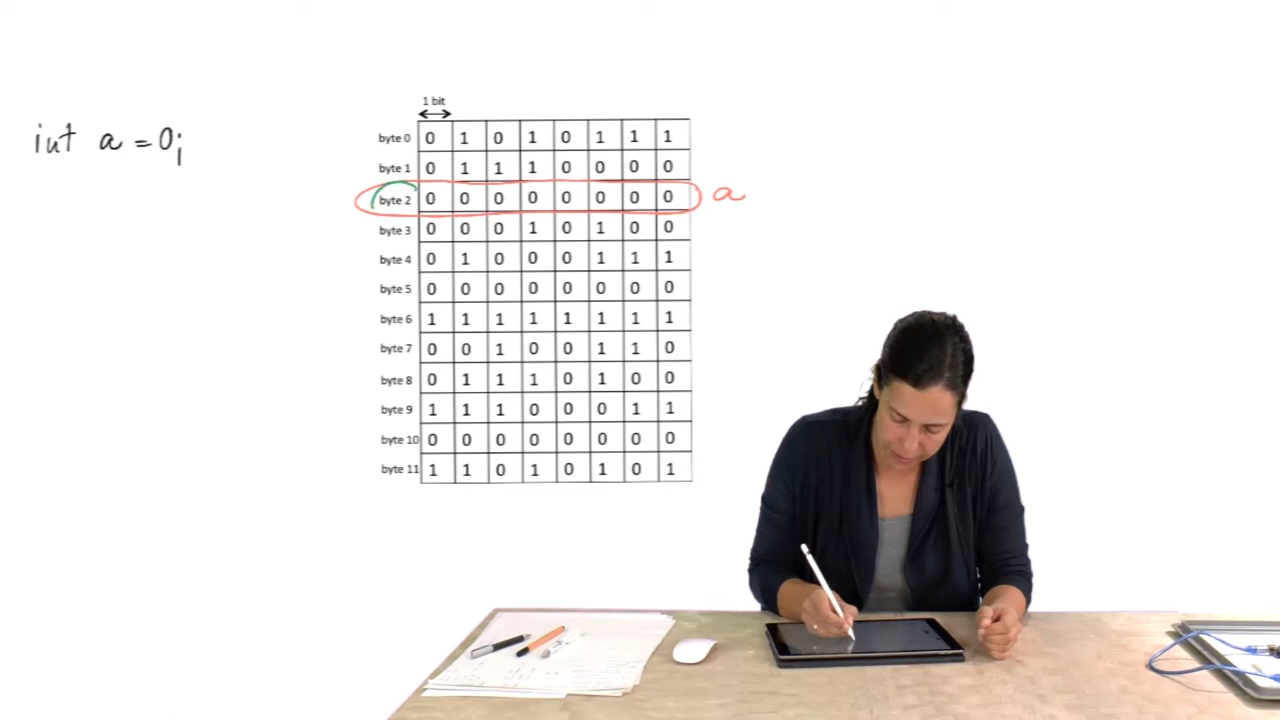 int a = 0;
1 bit
byte 0 0 1 0 1 0 1 1 1
byte 1 0 1 1 1 0 0 0 0
byte 2 0 0 0 0 0 0 0 0 a
byte 3 0 0 0 1 0 1 0 0
byte 4 0 1 0 0 0 1 1 1
byte 5 0 0 0 0 0 0 0 0
byte 6 1 1 1 1 1 1 1 1
byte 7 0 0 1 0 0 1 1 0
byte 8 0 1 1 1 0 1 0 0
byte 9 1 1 1 0 0 0 1 1
byte 10 0 0 0 0 0 0 0 0
byte 11 1 1 0 1 0 1 0 1